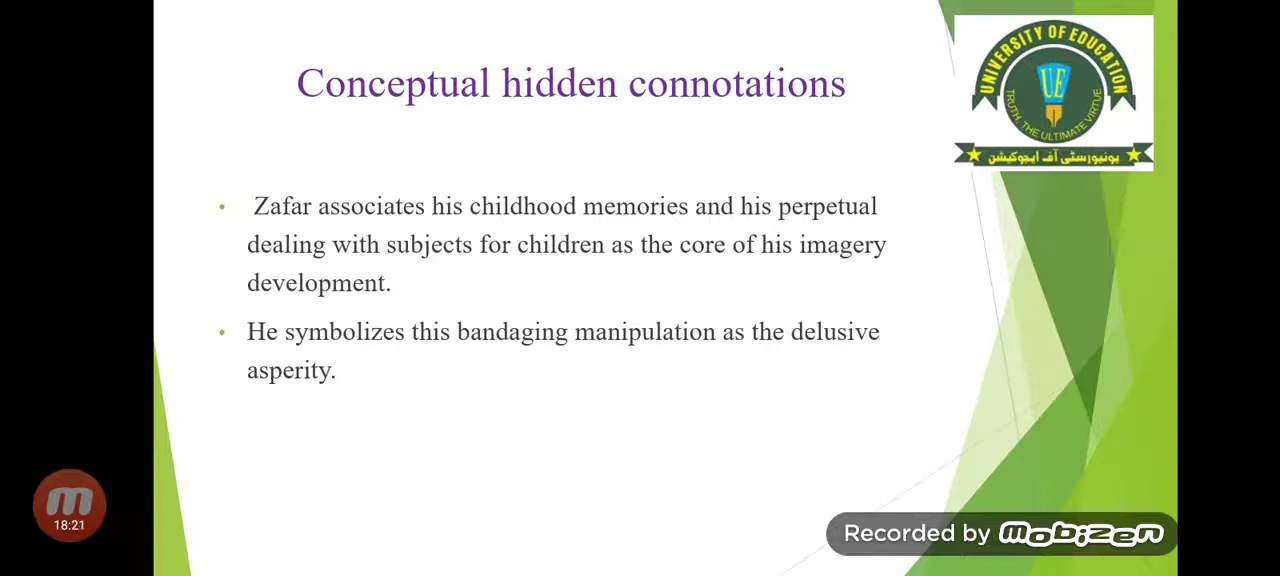 Conceptual hidden connotations
UNIVERSITY OF EDUCATION
UE
TRUTH, THE ULTIMATE VIRTUE
یونیورسٹی آف ایجوکیشن
• Zafar associates his childhood memories and his perpetual
dealing with subjects for children as the core of his imagery
development.
• He symbolizes this bandaging manipulation as the delusive
asperity.
18:21
Recorded by Mobizen